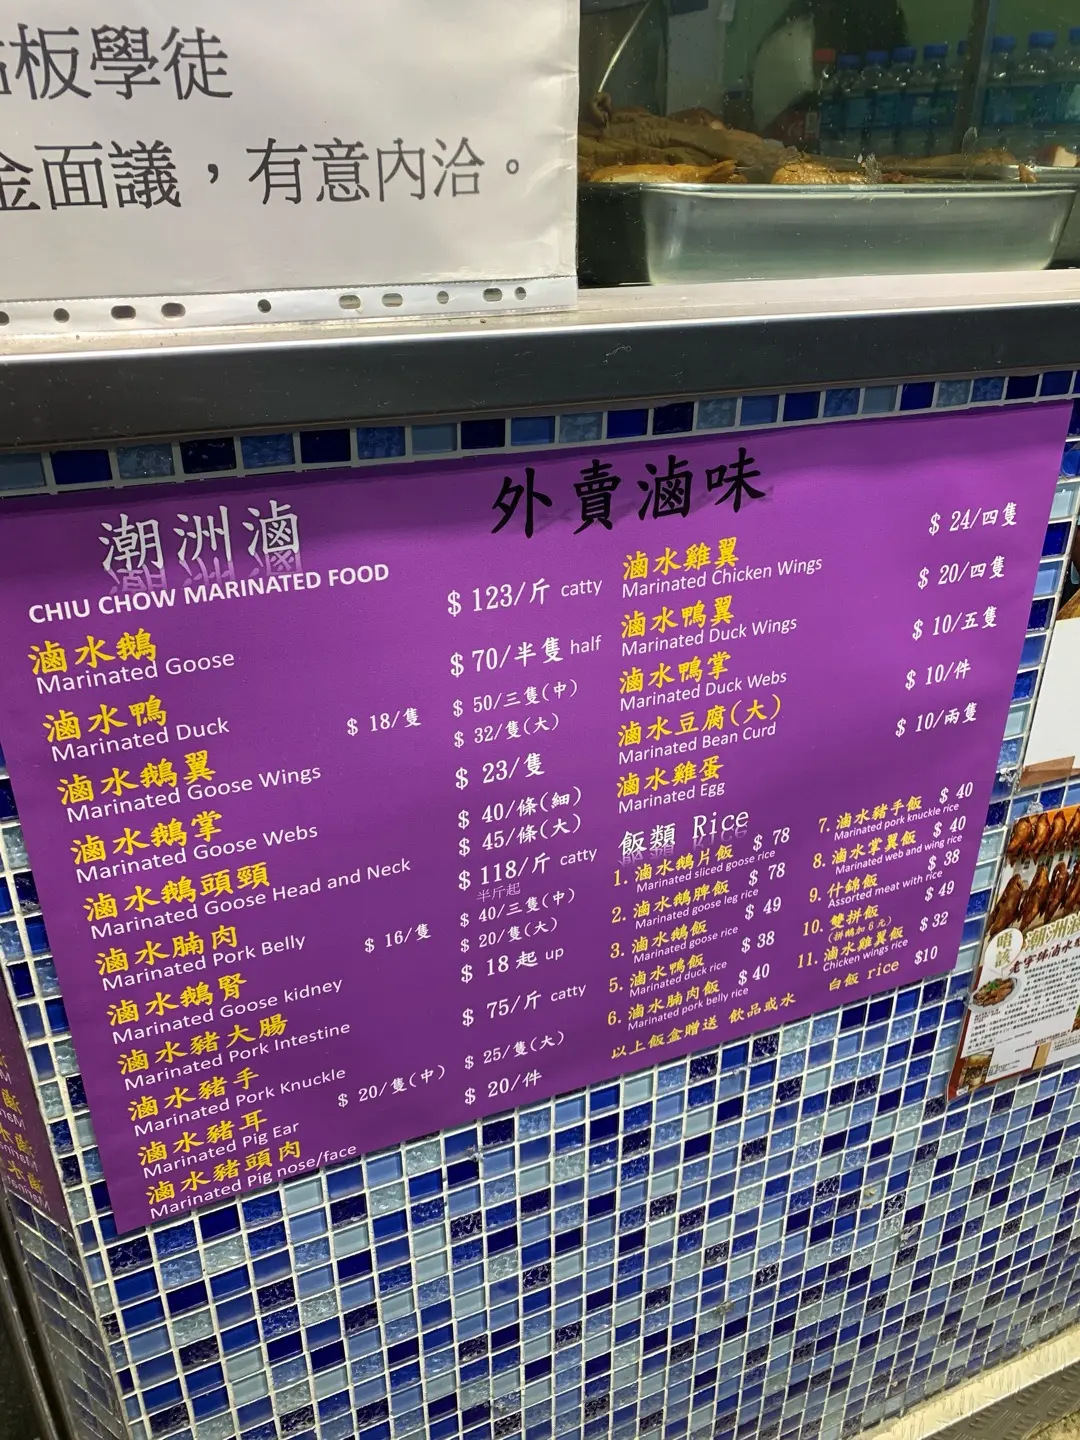 板學徒
金面議，有意內洽。
外賣滷味
潮洲滷
CHIU CHOW MARINATED FOOD
滷水鵝 $ 123/斤 catty
Marinated Goose
滷水鴨 $ 70/半隻 half
Marinated Duck
滷水鵝翼 $ 18/隻 $ 50/三隻(中)
Marinated Goose Wings $ 32/隻(大)
滷水鵝掌 $ 23/隻
Marinated Goose Webs
滷水鵝頭頸 $ 40/條(細)
Marinated Goose Head and Neck $ 45/條(大)
滷水腩肉 $ 118/斤 catty
Marinated Pork Belly 半斤起
滷水鵝腎 $ 16/隻 $ 40/三隻(中)
Marinated Goose kidney $ 20/隻(大)
滷水豬大腸 $ 18 起 up
Marinated Pork Intestine
滷水豬手 $ 75/斤 catty
Marinated Pork Knuckle
滷水豬耳 $ 20/隻(中) $ 25/隻(大)
Marinated Pig Ear
滷水豬頭肉 $ 20/件
Marinated Pig nose/face
滷水雞翼 $ 24/四隻
Marinated Chicken Wings
滷水鴨翼 $ 20/四隻
Marinated Duck Wings
滷水鴨掌 $ 10/五隻
Marinated Duck Webs
滷水豆腐(大) $ 10/件
Marinated Bean Curd
滷水雞蛋 $ 10/兩隻
Marinated Egg
飯類 Rice
1. 滷水鵝片飯 $ 78
Marinated sliced goose rice
2. 滷水鵝脾飯 $ 78
Marinated goose leg rice
3. 滷水鵝飯 $ 49
Marinated goose rice
5. 滷水鴨飯 $ 38
Marinated duck rice
6. 滷水腩肉飯 $ 40
Marinated pork belly rice
7. 滷水豬手飯 $ 40
Marinated pork knuckle rice
8. 滷水掌翼飯 $ 40
Marinated web and wing rice
9. 什錦飯 $ 38
Assorted meat with rice
10. 雙拼飯 $ 49
(拼鵝加6元)
11. 滷水雞翼飯 $ 32
Chicken wings rice
白飯 rice $10
以上飯盒贈送 飲品或水